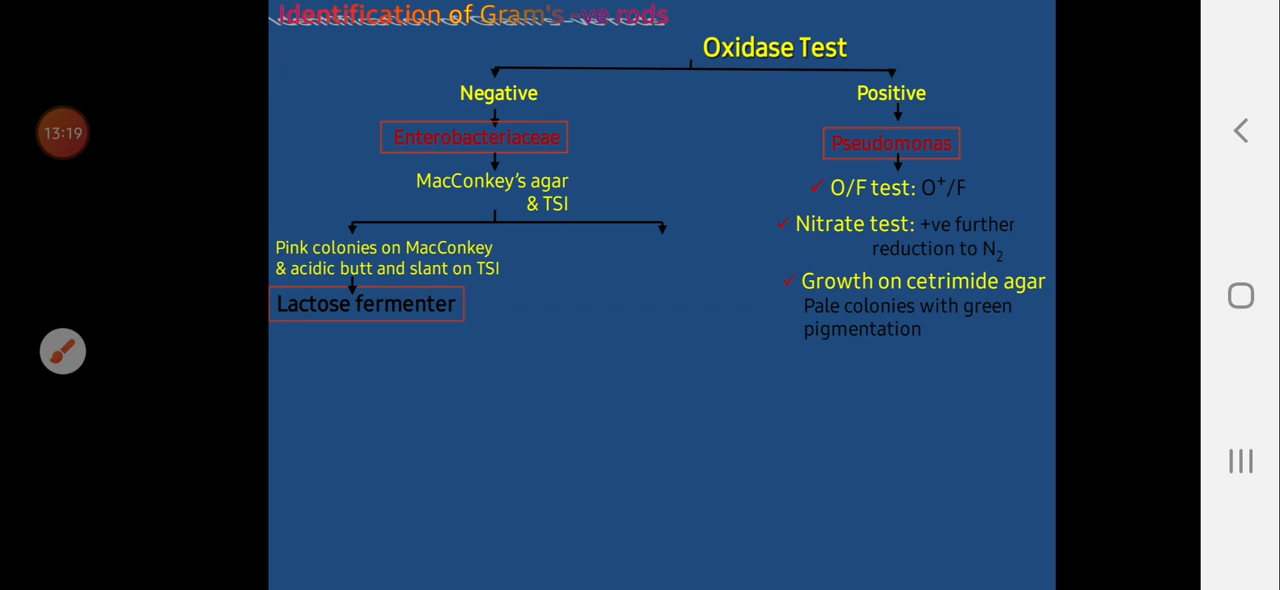 Identification of Gram's -ve rods
Oxidase Test
Negative
Positive
Enterobacteriaceae
Pseudomonas
MacConkey's agar
& TSI
O/F test: O⁺/F
Nitrate test: +ve further
reduction to N₂
Pink colonies on MacConkey
& acidic butt and slant on TSI
Growth on cetrimide agar
Pale colonies with green
pigmentation
Lactose fermenter
13:19